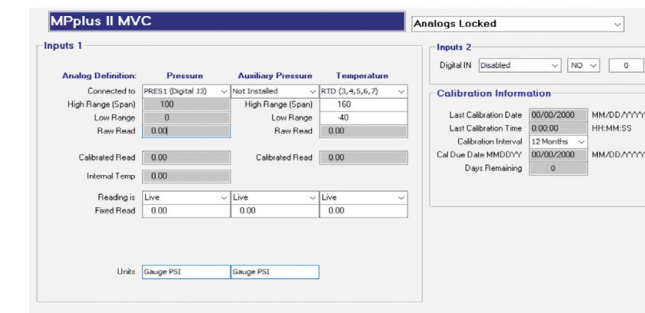 MPplus II MVC
Analogs Locked
Inputs 1
Analog Definition: Pressure Auxiliary Pressure Temperature
Connected to PRES1 (Digital J3) Not Installed RTD (3,4,5,6,7)
High Range (Span) 100 High Range (Span) 160
Low Range 0 Low Range -40
Raw Read 0.00 Raw Read 0.00
Calibrated Read 0.00 Calibrated Read 0.00
Internal Temp 0.00
Reading is Live Live Live
Fixed Read 0.00 0.00 0.00
Units Gauge PSI Gauge PSI
Inputs 2
Digital IN Disabled NO 0
Calibration Information
Last Calibration Date 00/00/2000 MM/DD/YYYY
Last Calibration Time 0:00:00 HH:MM:SS
Calibration Interval 12 Months
Cal Due Date MMDDYY 00/00/2000 MM/DD/YYYY
Days Remaining 0